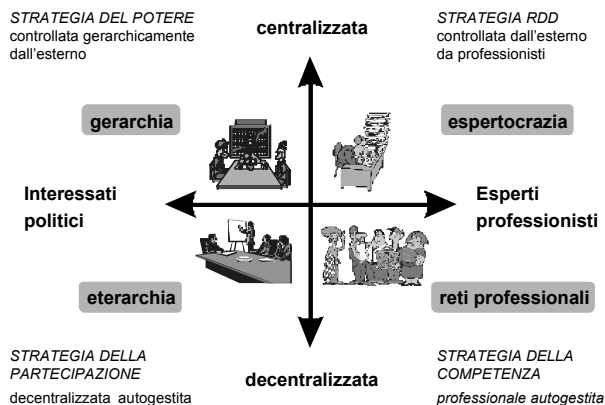 STRATEGIA DEL POTERE
controllata gerarchicamente
dall'esterno
centralizzata
STRATEGIA RDD
controllata dall'esterno
da professionisti
gerarchia
espertocrazia
Interessati
politici
Esperti
professionisti
eterarchia
reti professionali
STRATEGIA DELLA
PARTECIPAZIONE
decentralizzata autogestita
decentralizzata
STRATEGIA DELLA
COMPETENZA
professionale autogestita